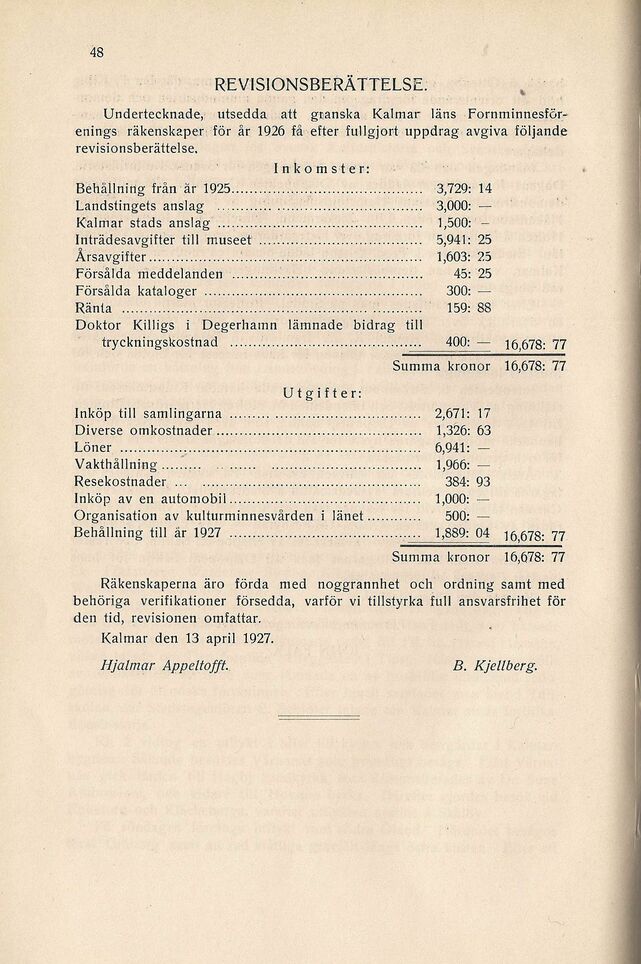 48
REVISIONSBERÄTTELSE.
Undertecknade, utsedda att granska Kalmar läns Fornminnesför-
enings räkenskaper för år 1926 få efter fullgjort uppdrag avgiva följande
revisionsberättelse.
Inkomster:
Behållning från år 1925 ........ 3,729: 14
Landstingets anslag ........ 3,000: —
Kalmar stads anslag ........ 1,500: —
Inträdesavgifter till museet ........ 5,941: 25
Årsavgifter ........ 1,603: 25
Försålda meddelanden ........ 45: 25
Försålda kataloger ........ 300: —
Ränta ........ 159: 88
Doktor Killigs i Degerhamn lämnade bidrag till
tryckningskostnad ........ 400: — 16,678: 77
Summa kronor 16,678: 77
Utgifter:
Inköp till samlingarna ........ 2,671: 17
Diverse omkostnader ........ 1,326: 63
Löner ........ 6,941: —
Vakthållning ........ 1,966: —
Resekostnader ........ 384: 93
Inköp av en automobil ........ 1,000: —
Organisation av kulturminnesvården i länet ........ 500: —
Behållning till år 1927 ........ 1,889: 04 16,678: 77
Summa kronor 16,678: 77
Räkenskaperna äro förda med noggrannhet och ordning samt med
behöriga verifikationer försedda, varför vi tillstyrka full ansvarsfrihet för
den tid, revisionen omfattar.
Kalmar den 13 april 1927.
Hjalmar Appeltofft. B. Kjellberg.